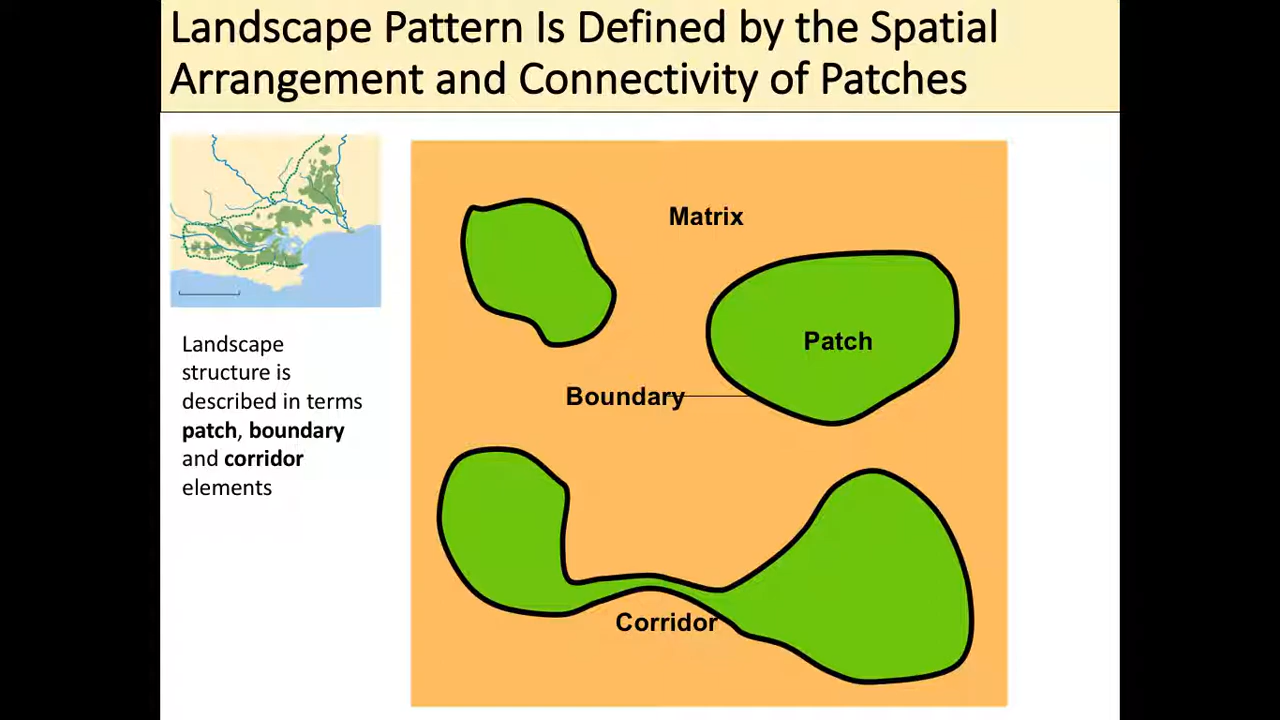 Landscape Pattern Is Defined by the Spatial
Arrangement and Connectivity of Patches
Landscape
structure is
described in terms
patch, boundary
and corridor
elements
Matrix
Patch
Boundary
Corridor